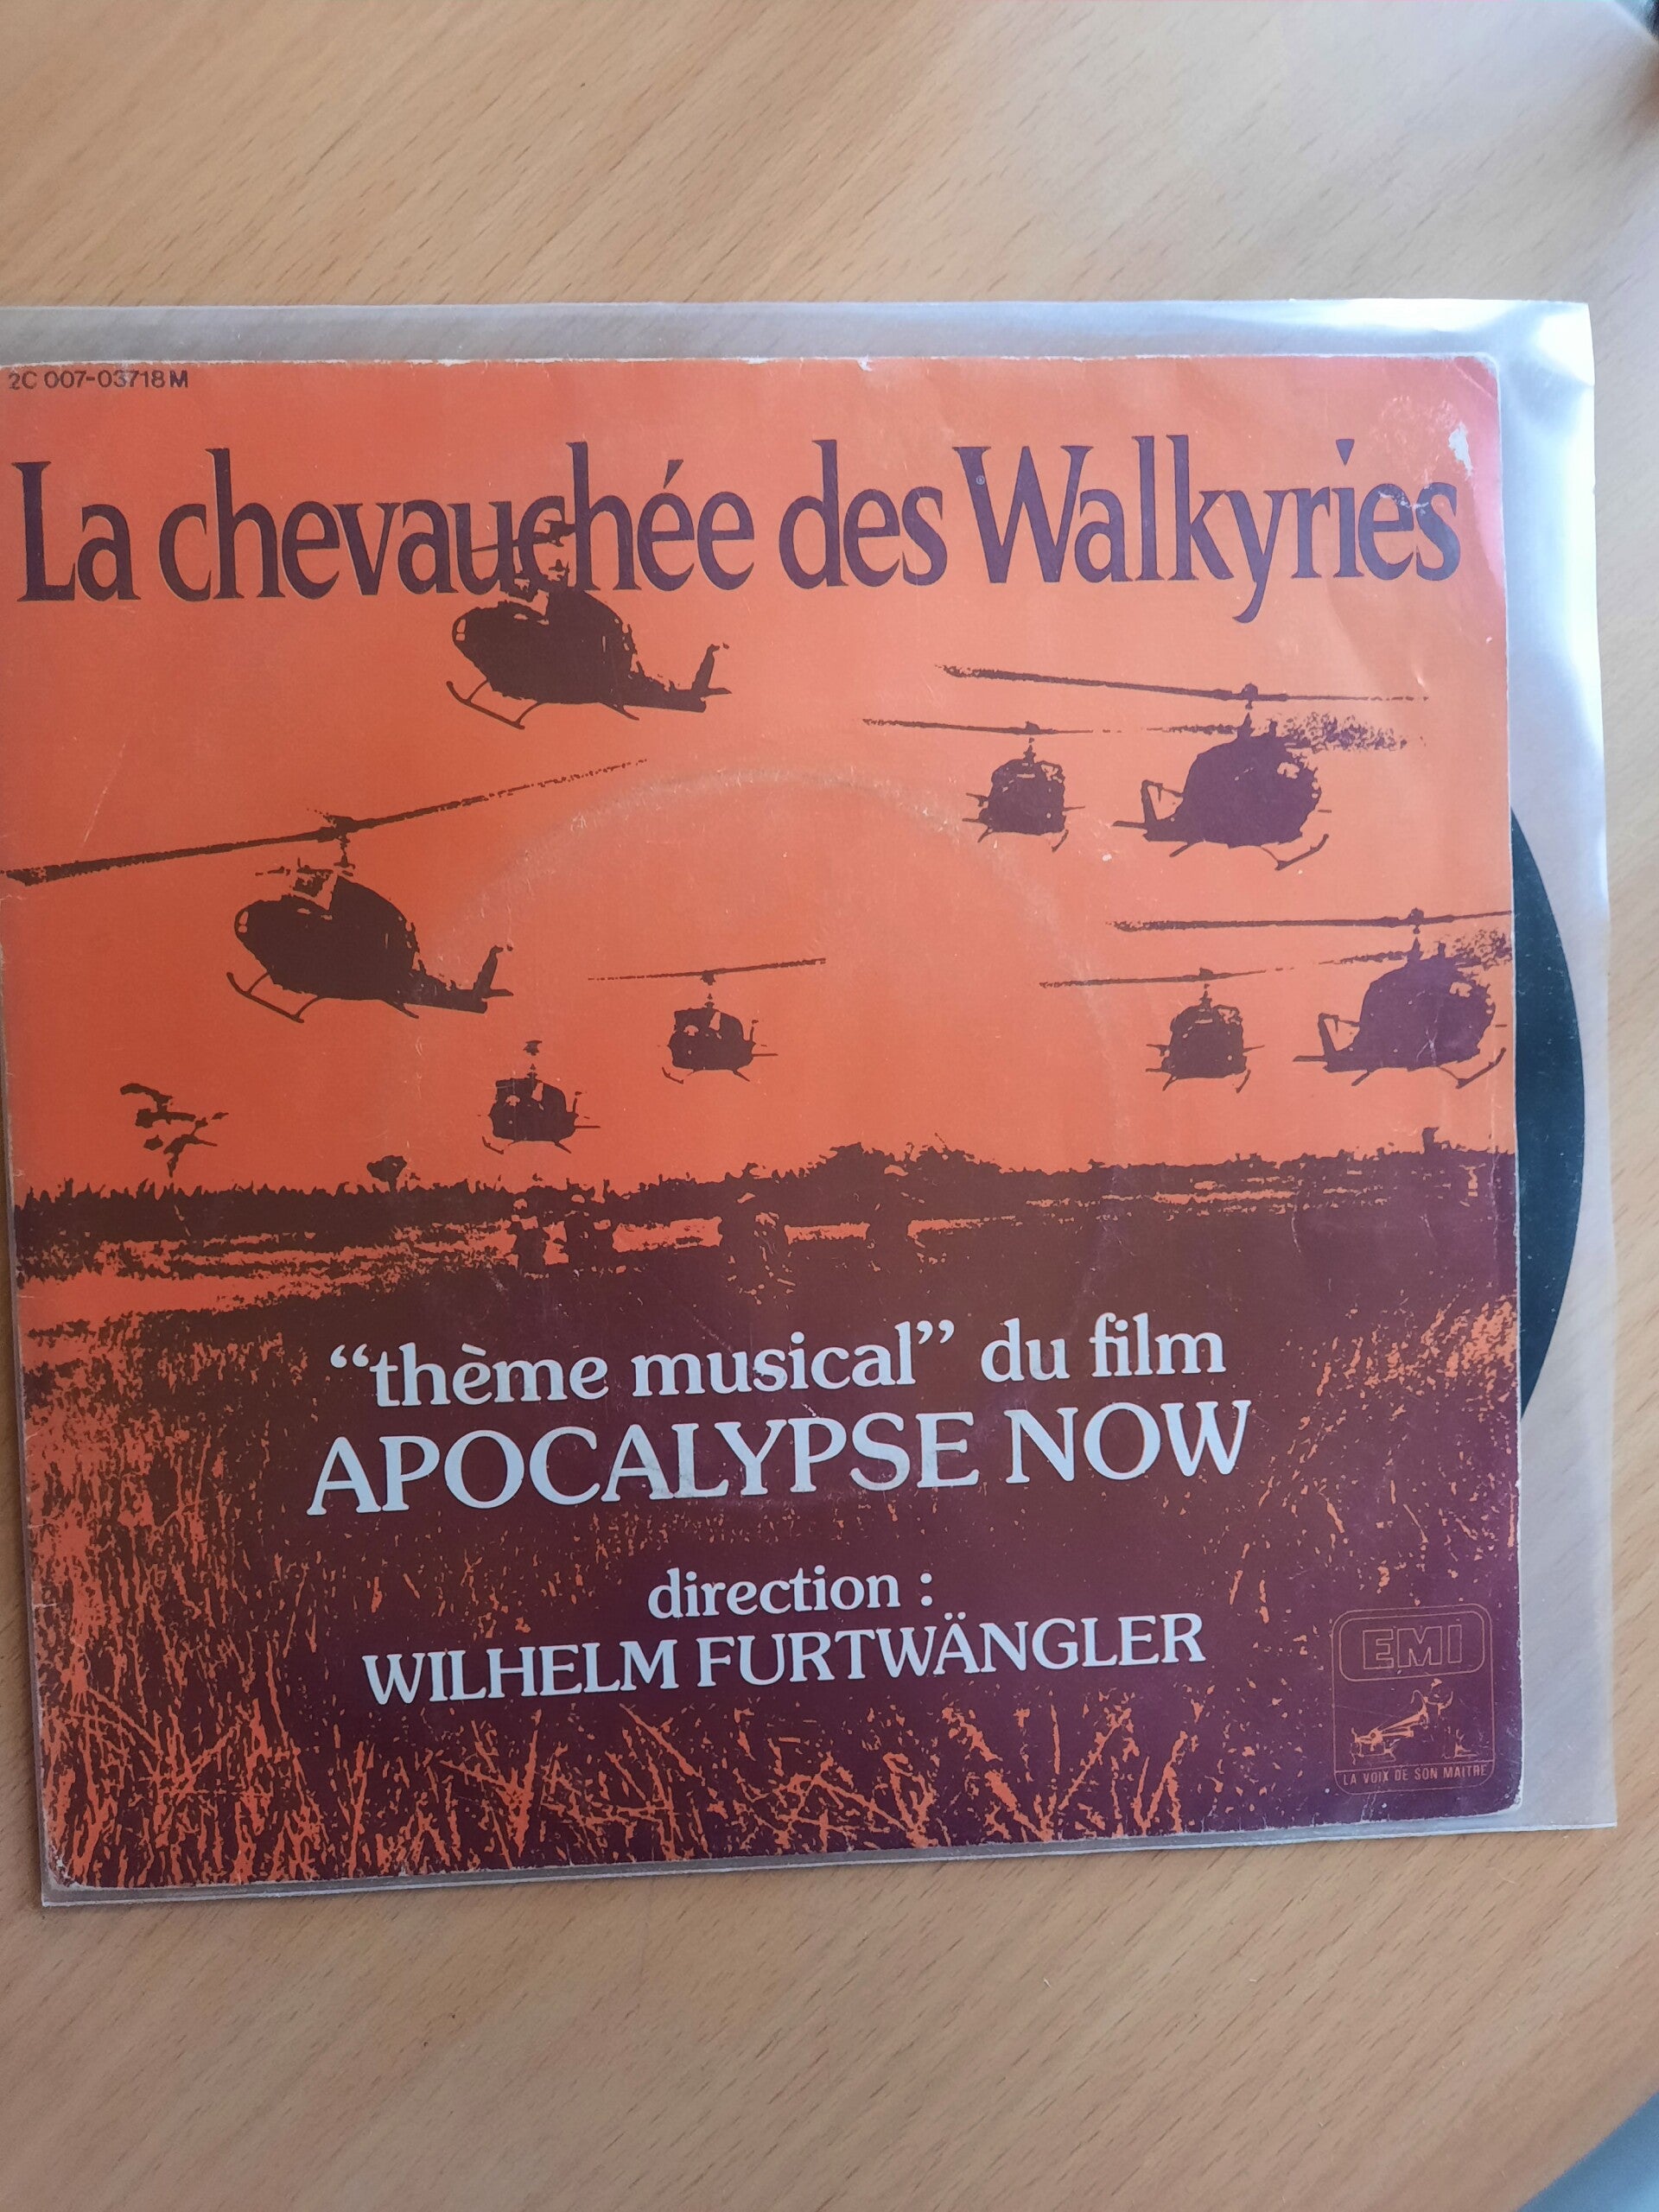 2C 007-03718 M
La chevauchée des Walkyries
“thème musical” du film
APOCALYPSE NOW
direction :
WILHELM FURTWÄNGLER
EMI
LA VOIX DE SON MAITRE